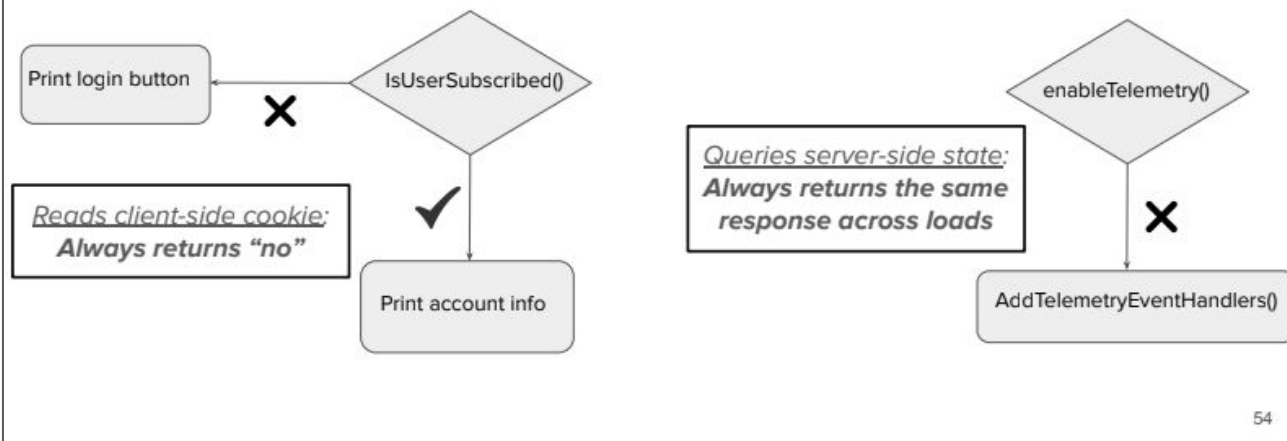 Print login button
IsUserSubscribed()
Reads client-side cookie:
Always returns “no”
Print account info
enableTelemetry()
Queries server-side state:
Always returns the same
response across loads
AddTelemetryEventHandlers()
54